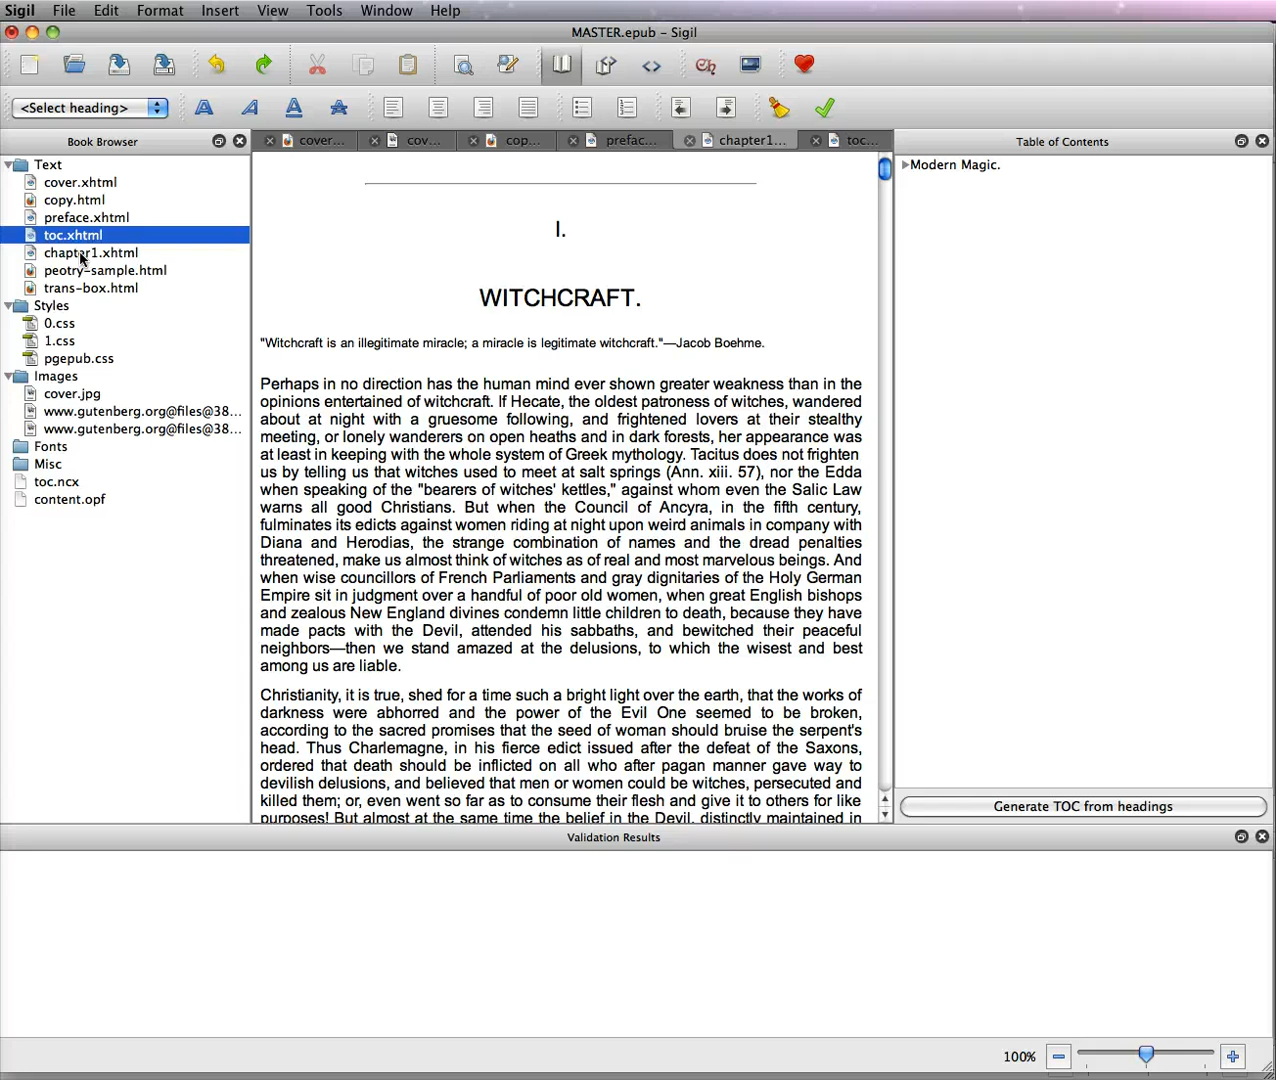 Sigil File Edit Format Insert View Tools Window Help
MASTER.epub – Sigil
<Select heading>
Book Browser
cover...
cov...
cop...
prefac...
chapter1...
toc...
Table of Contents
Text
cover.xhtml
copy.html
preface.xhtml
toc.xhtml
chapter1.xhtml
peotry-sample.html
trans-box.html
Styles
0.css
1.css
pgepub.css
Images
cover.jpg
www.gutenberg.org@files@38...
www.gutenberg.org@files@38...
Fonts
Misc
toc.ncx
content.opf
I.
WITCHCRAFT.
"Witchcraft is an illegitimate miracle; a miracle is legitimate witchcraft."—Jacob Boehme.
Perhaps in no direction has the human mind ever shown greater weakness than in the
opinions entertained of witchcraft. If Hecate, the oldest patroness of witches, wandered
about at night with a gruesome following, and frightened lovers at their stealthy
meeting, or lonely wanderers on open heaths and in dark forests, her appearance was
at least in keeping with the whole system of Greek mythology. Tacitus does not frighten
us by telling us that witches used to meet at salt springs (Ann. xiii. 57), nor the Edda
when speaking of the "bearers of witches' kettles," against whom even the Salic Law
warns all good Christians. But when the Council of Ancyra, in the fifth century,
fulminates its edicts against women riding at night upon weird animals in company with
Diana and Herodias, the strange combination of names and the dread penalties
threatened, make us almost think of witches as of real and most marvelous beings. And
when wise councillors of French Parliaments and gray dignitaries of the Holy German
Empire sit in judgment over a handful of poor old women, when great English bishops
and zealous New England divines condemn little children to death, because they have
made pacts with the Devil, attended his sabbaths, and bewitched their peaceful
neighbors—then we stand amazed at the delusions, to which the wisest and best
among us are liable.
Christianity, it is true, shed for a time such a bright light over the earth, that the works of
darkness were abhorred and the power of the Evil One seemed to be broken,
according to the sacred promises that the seed of woman should bruise the serpent's
head. Thus Charlemagne, in his fierce edict issued after the defeat of the Saxons,
ordered that death should be inflicted on all who after pagan manner gave way to
devilish delusions, and believed that men or women could be witches, persecuted and
killed them; or, even went so far as to consume their flesh and give it to others for like
purposes! But almost at the same time the belief in the Devil, distinctly maintained in
Modern Magic.
Generate TOC from headings
Validation Results
100%